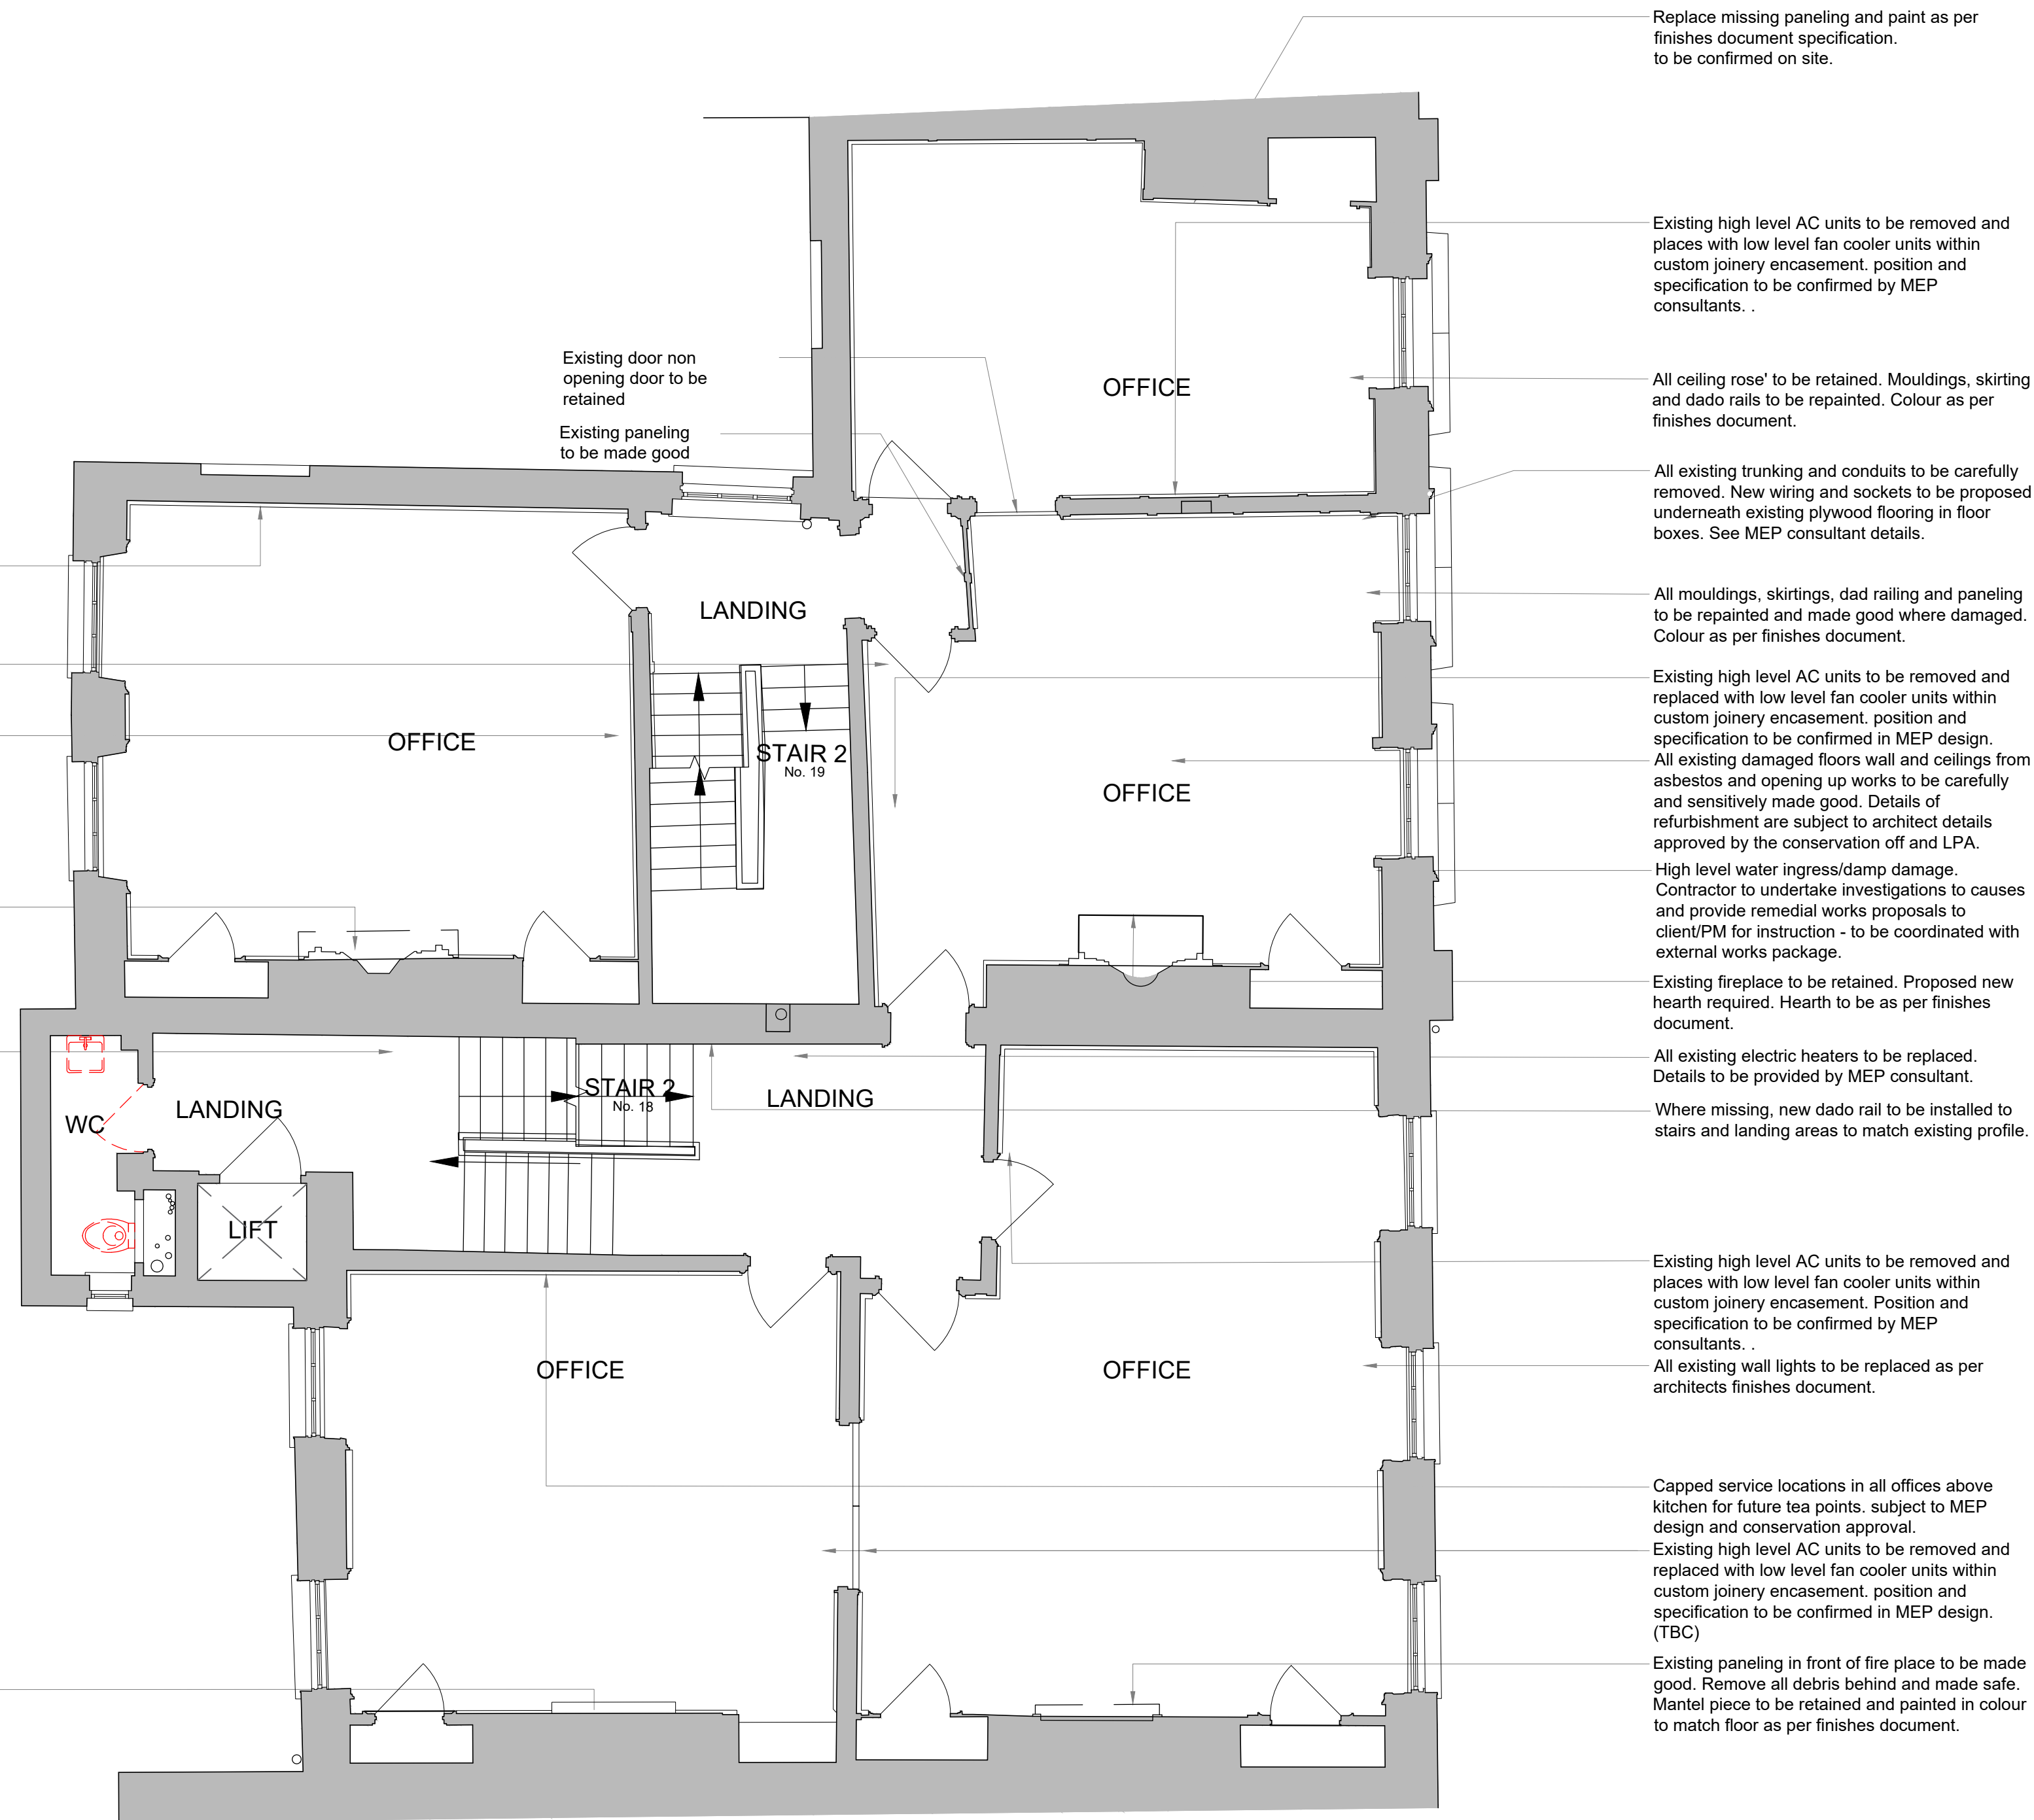 Replace missing paneling and paint as per
finishes document specification.
to be confirmed on site.
Existing high level AC units to be removed and
places with low level fan cooler units within
custom joinery encasement. position and
specification to be confirmed by MEP
consultants. .
Existing door non
opening door to be
retained
Existing paneling
to be made good
OFFICE
All ceiling rose' to be retained. Mouldings, skirting
and dado rails to be repainted. Colour as per
finishes document.
All existing trunking and conduits to be carefully
removed. New wiring and sockets to be proposed
underneath existing plywood flooring in floor
boxes. See MEP consultant details.
LANDING
All mouldings, skirtings, dad railing and paneling
to be repainted and made good where damaged.
Colour as per finishes document.
OFFICE
STAIR 2
No. 19
OFFICE
Existing high level AC units to be removed and
replaced with low level fan cooler units within
custom joinery encasement. position and
specification to be confirmed in MEP design.
All existing damaged floors wall and ceilings from
asbestos and opening up works to be carefully
and sensitively made good. Details of
refurbishment are subject to architect details
approved by the conservation off and LPA.
High level water ingress/damp damage.
Contractor to undertake investigations to causes
and provide remedial works proposals to
client/PM for instruction - to be coordinated with
external works package.
Existing fireplace to be retained. Proposed new
hearth required. Hearth to be as per finishes
document.
All existing electric heaters to be replaced.
Details to be provided by MEP consultant.
WC
LANDING
STAIR 2
No. 18
LANDING
Where missing, new dado rail to be installed to
stairs and landing areas to match existing profile.
LIFT
Existing high level AC units to be removed and
places with low level fan cooler units within
custom joinery encasement. Position and
specification to be confirmed by MEP
consultants. .
OFFICE
OFFICE
All existing wall lights to be replaced as per
architects finishes document.
Capped service locations in all offices above
kitchen for future tea points. subject to MEP
design and conservation approval.
Existing high level AC units to be removed and
replaced with low level fan cooler units within
custom joinery encasement. position and
specification to be confirmed in MEP design.
(TBC)
Existing paneling in front of fire place to be made
good. Remove all debris behind and made safe.
Mantel piece to be retained and painted in colour
to match floor as per finishes document.